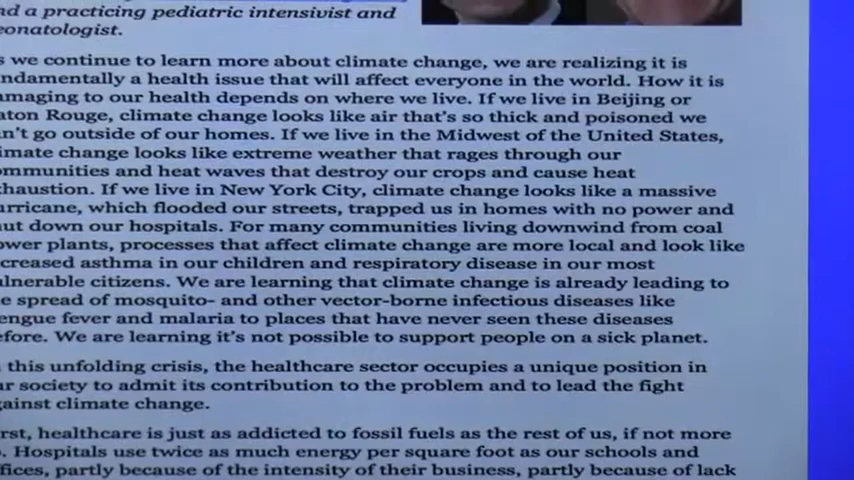 nd a practicing pediatric intensivist and
eonatologist.
s we continue to learn more about climate change, we are realizing it is
ndamentally a health issue that will affect everyone in the world. How it is
amaging to our health depends on where we live. If we live in Beijing or
aton Rouge, climate change looks like air that's so thick and poisoned we
an't go outside of our homes. If we live in the Midwest of the United States,
imate change looks like extreme weather that rages through our
ommunities and heat waves that destroy our crops and cause heat
xhaustion. If we live in New York City, climate change looks like a massive
urricane, which flooded our streets, trapped us in homes with no power and
ut down our hospitals. For many communities living downwind from coal
ower plants, processes that affect climate change are more local and look like
creased asthma in our children and respiratory disease in our most
ulnerable citizens. We are learning that climate change is already leading to
e spread of mosquito- and other vector-borne infectious diseases like
engue fever and malaria to places that have never seen these diseases
efore. We are learning it's not possible to support people on a sick planet.
this unfolding crisis, the healthcare sector occupies a unique position in
ur society to admit its contribution to the problem and to lead the fight
gainst climate change.
rst, healthcare is just as addicted to fossil fuels as the rest of us, if not more
. Hospitals use twice as much energy per square foot as our schools and
ffices, partly because of the intensity of their business, partly because of lack